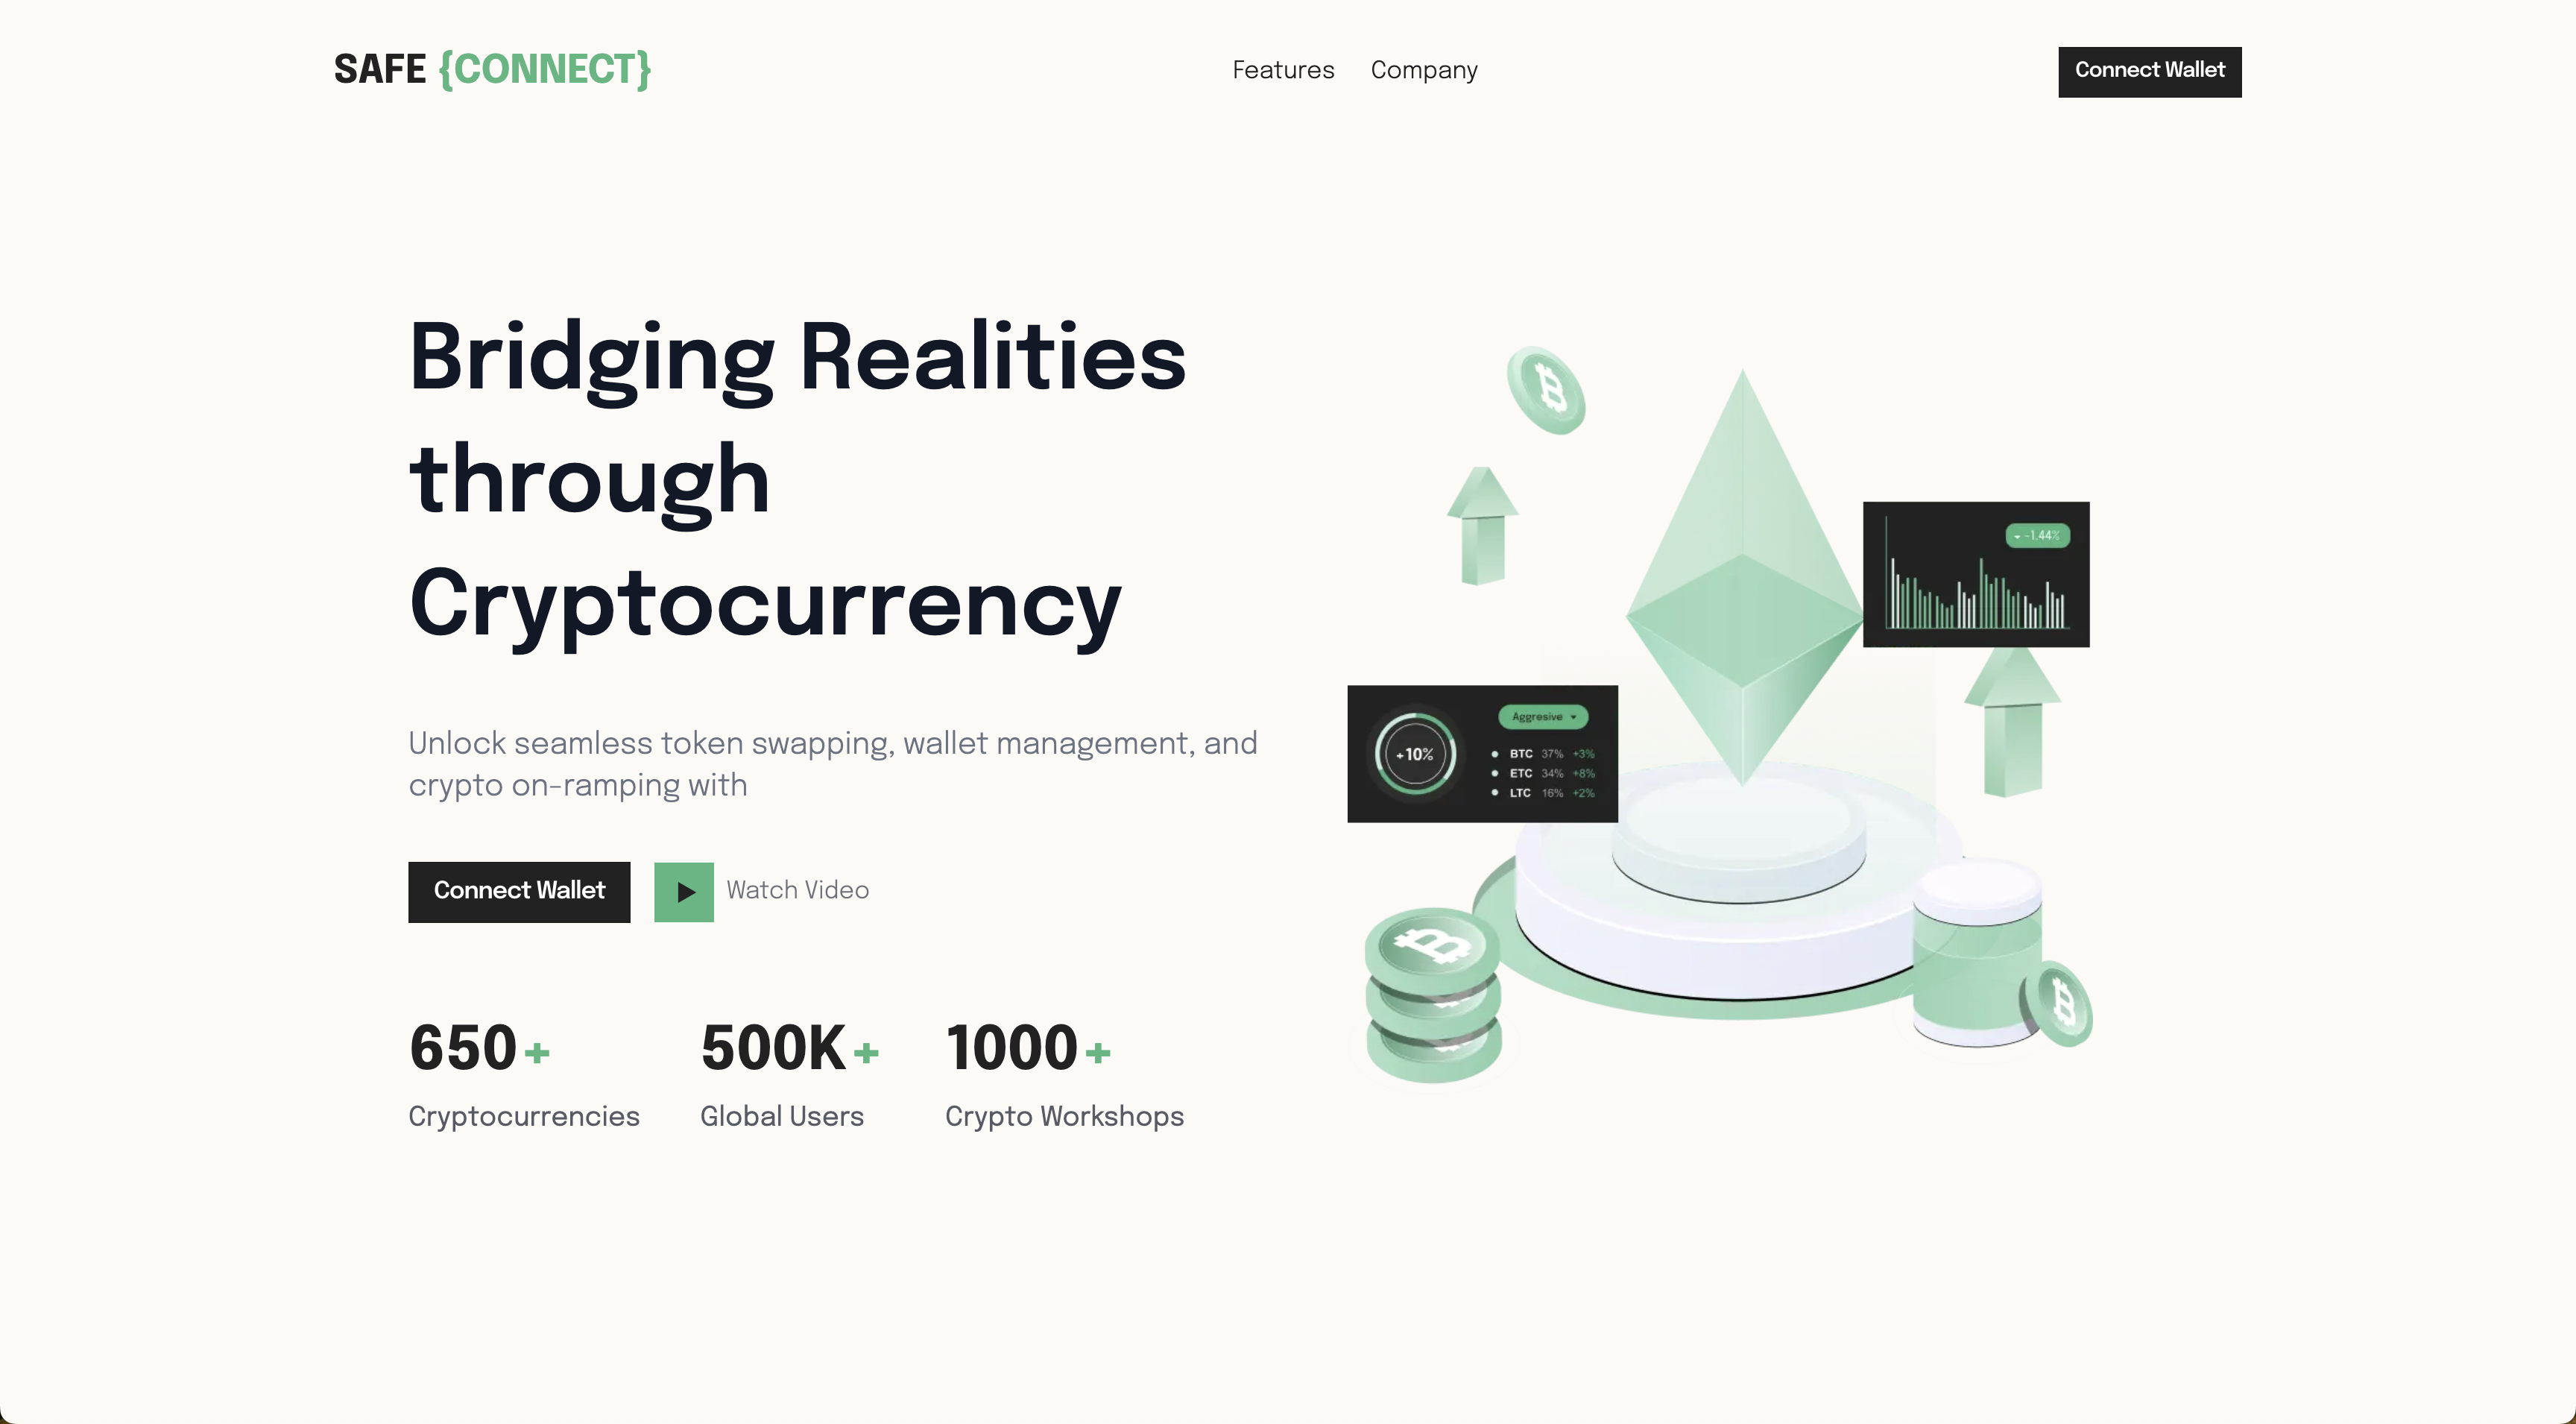 SAFE {CONNECT}
Features
Company
Connect Wallet
Bridging Realities
through
Cryptocurrency
Unlock seamless token swapping, wallet management, and
crypto on-ramping with
Connect Wallet
Watch Video
650+
Cryptocurrencies
500K+
Global Users
1000+
Crypto Workshops
-1.44%
+10%
Aggresive
BTC 37% +3%
ETC 34% +8%
LTC 16% +2%